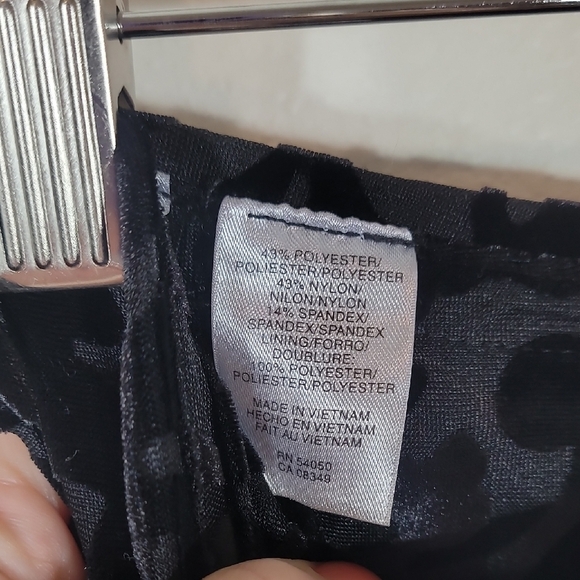 43% POLYESTER/
POLIESTER/POLYESTER
43% NYLON/
NILON/NYLON
14% SPANDEX/
SPANDEX/SPANDEX
LINING/FORRO/
DOUBLURE:
100% POLYESTER/
POLIESTER/POLYESTER
MADE IN VIETNAM
HECHO EN VIETNAM
FAIT AU VIETNAM
RN 54050
CA 08349